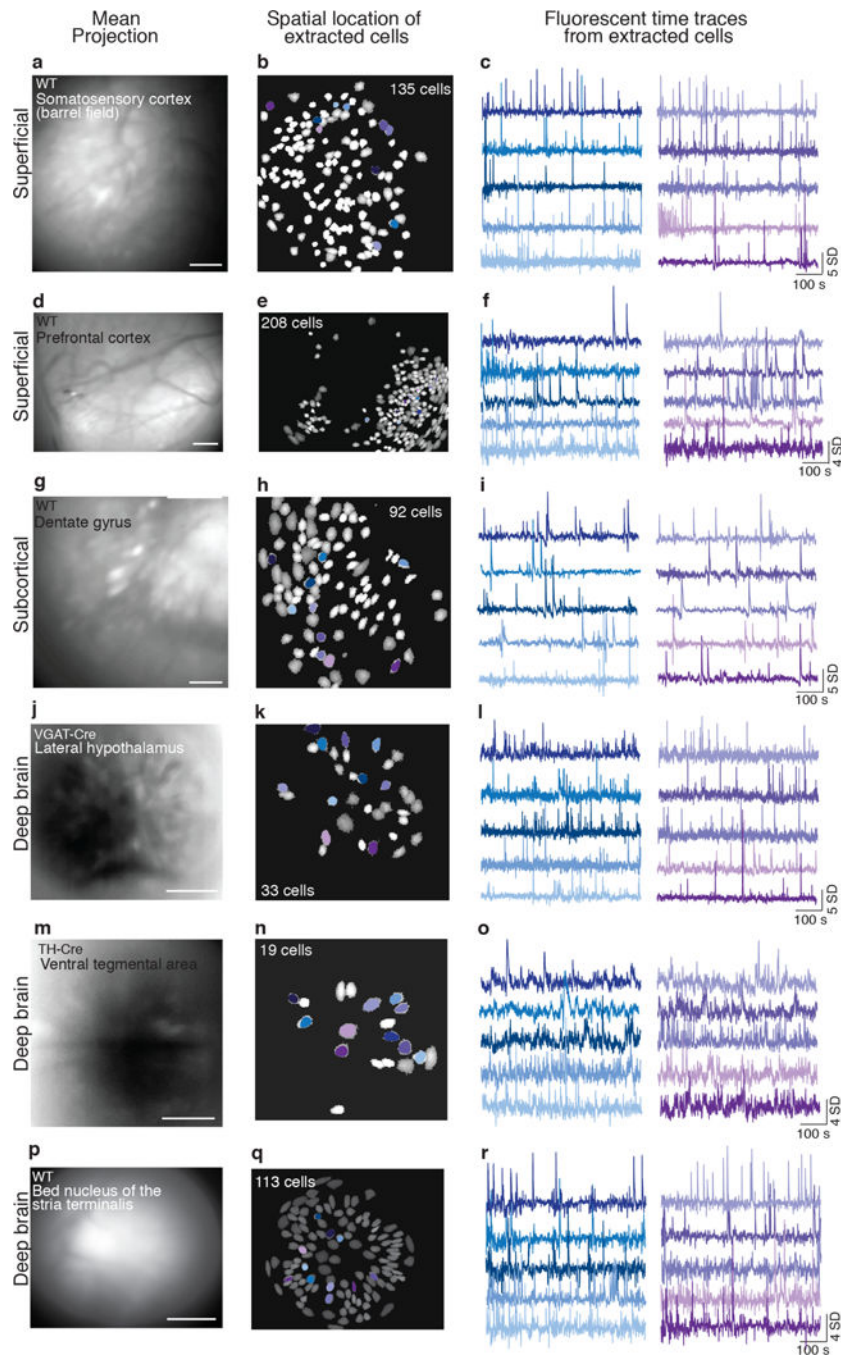 Mean
Projection
Spatial location of
extracted cells
Fluorescent time traces
from extracted cells
Superficial
a
WT
Somatosensory cortex
(barrel field)
b
135 cells
c
5 SD
100 s
Superficial
d
WT
Prefrontal cortex
e
208 cells
f
4 SD
100 s
Subcortical
g
WT
Dentate gyrus
h
92 cells
i
5 SD
100 s
Deep brain
j
VGAT-Cre
Lateral hypothalamus
k
33 cells
l
5 SD
100 s
Deep brain
m
TH-Cre
Ventral tegmental area
n
19 cells
o
4 SD
100 s
Deep brain
p
WT
Bed nucleus of the
stria terminalis
q
113 cells
r
4 SD
100 s